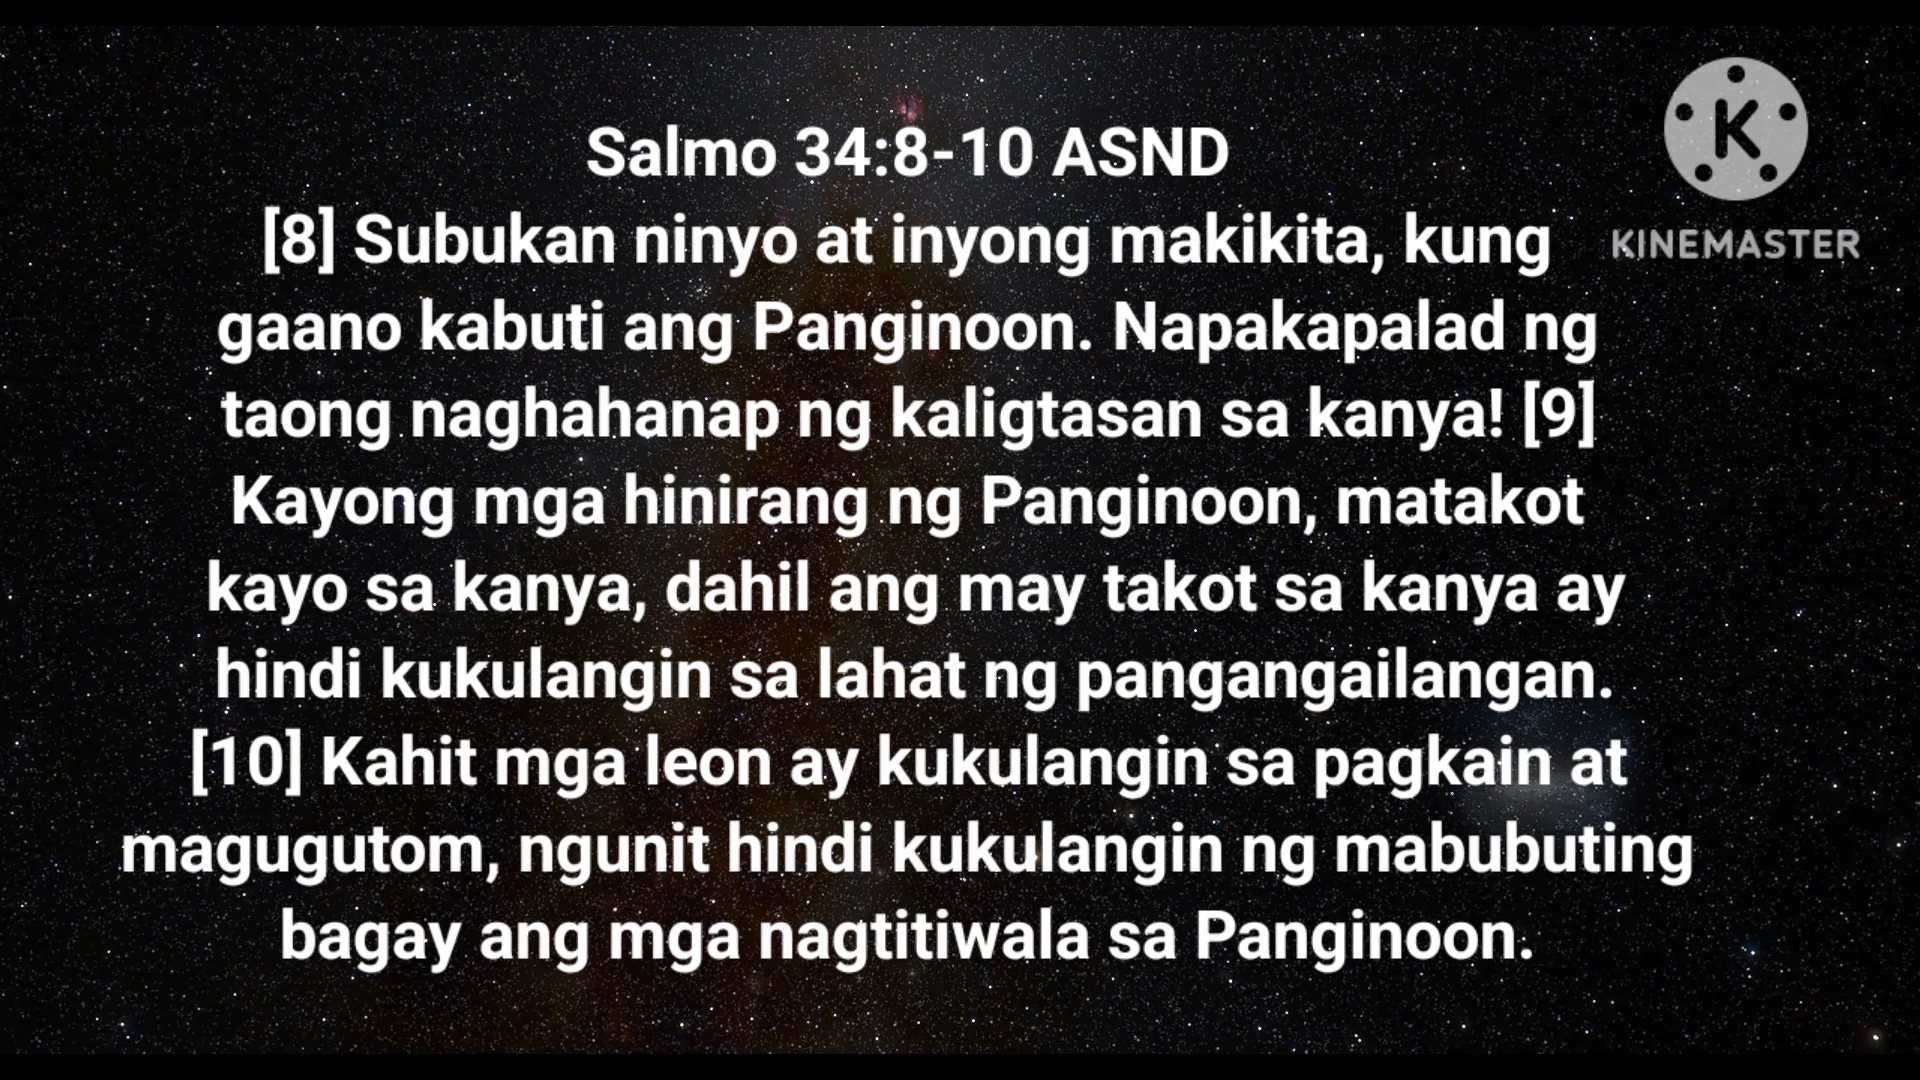 Salmo 34:8-10 ASND
[8] Subukan ninyo at inyong makikita, kung
gaano kabuti ang Panginoon. Napakapalad ng
taong naghahanap ng kaligtasan sa kanya! [9]
Kayong mga hinirang ng Panginoon, matakot
kayo sa kanya, dahil ang may takot sa kanya ay
hindi kukulangin sa lahat ng pangangailangan.
[10] Kahit mga leon ay kukulangin sa pagkain at
magugutom, ngunit hindi kukulangin ng mabubuting
bagay ang mga nagtitiwala sa Panginoon.
K
KINEMASTER